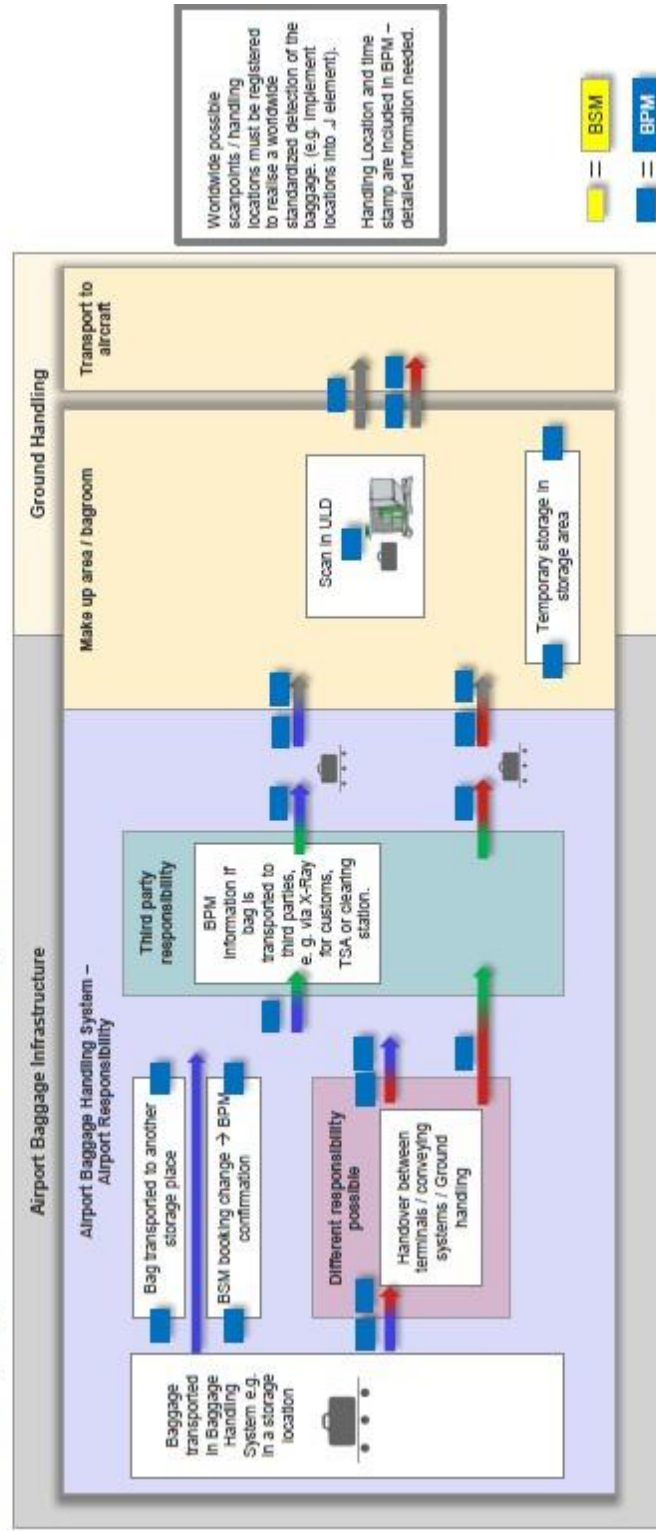 Airport Baggage Infrastructure
Ground Handling
Airport Baggage Handling System –
Airport Responsibility
Baggage
transported
in Baggage
Handling
System e.g.
in a storage
location
Bag transported to another
storage place
BSM booking change → BPM
confirmation
Different responsibility
possible
Handover between
terminals / conveying
systems / Ground
handling
Third party
responsibility
BPM
Information if
bag is
transported to
third parties,
e. g. via X-Ray
for customs,
TSA or clearing
station.
Make up area / bagroom
Scan in ULD
Temporary storage in
storage area
Transport to
aircraft
Worldwide possible
scanpoints / handling
locations must be registered
to realise a worldwide
standardized detection of the
baggage. (e.g. Implement
locations into .J element).
Handling Location and time
stamp are included in BPM –
detailed information needed.
= BSM
= BPM